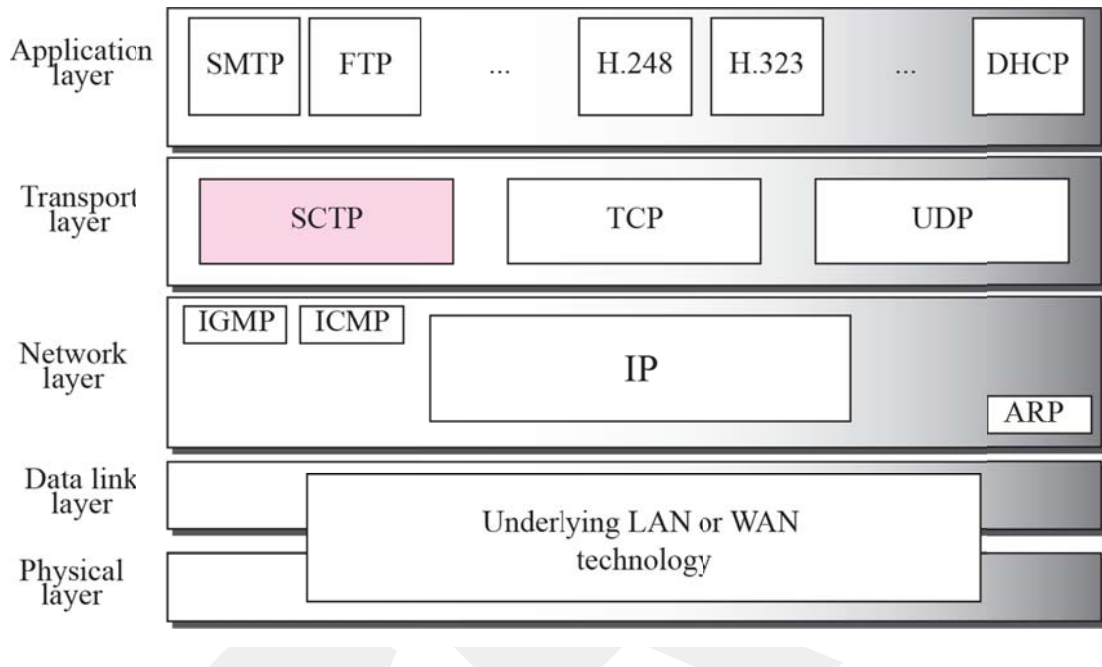 Application
layer
SMTP
FTP
...
H.248
H.323
...
DHCP
Transport
layer
SCTP
TCP
UDP
Network
layer
IGMP
ICMP
IP
ARP
Data link
layer
Underlying LAN or WAN
technology
Physical
layer